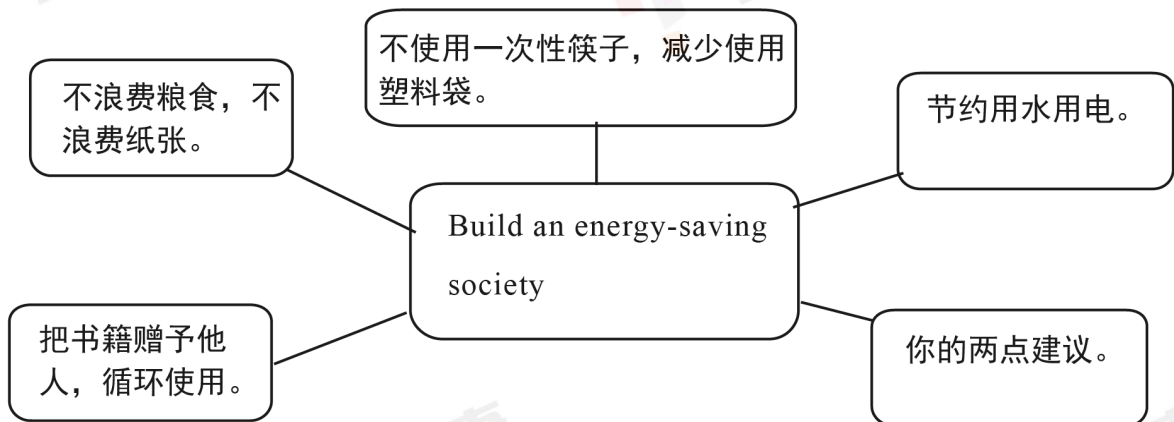 不使用一次性筷子，减少使用
塑料袋。
不浪费粮食，不
浪费纸张。
节约用水用电。
Build an energy-saving
society
把书籍赠予他
人，循环使用。
你的两点建议。